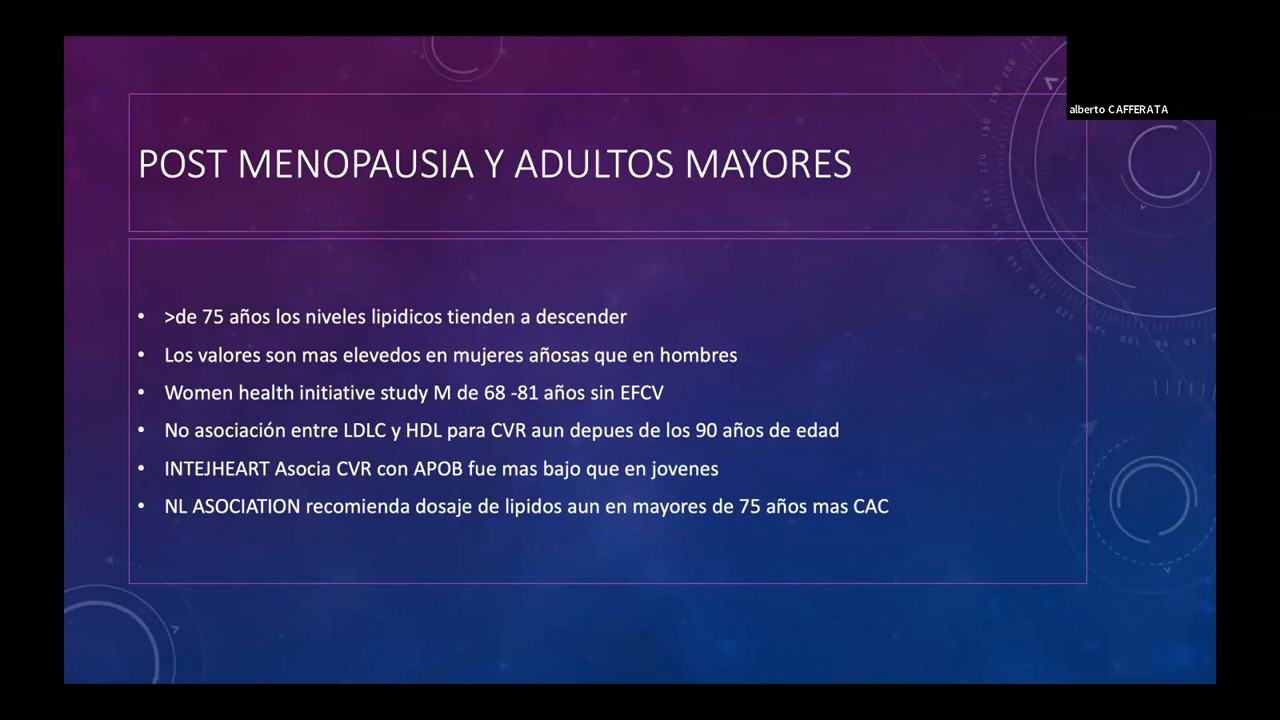 alberto CAFFERATA
POST MENOPAUSIA Y ADULTOS MAYORES
• >de 75 años los niveles lipidicos tienden a descender
• Los valores son mas elevedos en mujeres añosas que en hombres
• Women health initiative study M de 68 -81 años sin EFCV
• No asociación entre LDLC y HDL para CVR aun depues de los 90 años de edad
• INTEJHEART Asocia CVR con APOB fue mas bajo que en jovenes
• NL ASOCIATION recomienda dosaje de lipidos aun en mayores de 75 años mas CAC